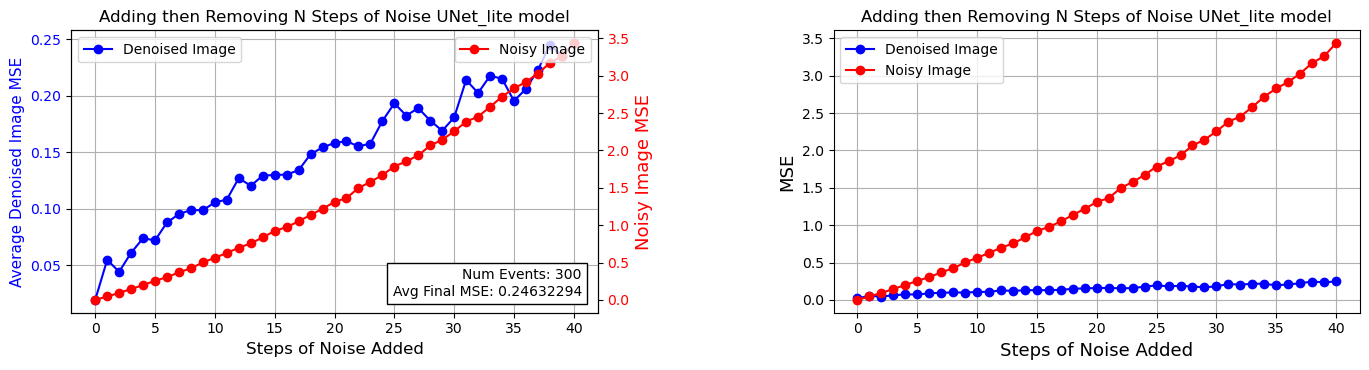 Adding then Removing N Steps of Noise UNet_lite model
Denoised Image
Noisy Image
Average Denoised Image MSE
0.25
0.20
0.15
0.10
0.05
3.5
3.0
2.5
2.0
1.5
1.0
0.5
0.0
Noisy Image MSE
Num Events: 300
Avg Final MSE: 0.24632294
0 5 10 15 20 25 30 35 40
Steps of Noise Added
Adding then Removing N Steps of Noise UNet_lite model
Denoised Image
Noisy Image
MSE
3.5
3.0
2.5
2.0
1.5
1.0
0.5
0.0
0 5 10 15 20 25 30 35 40
Steps of Noise Added